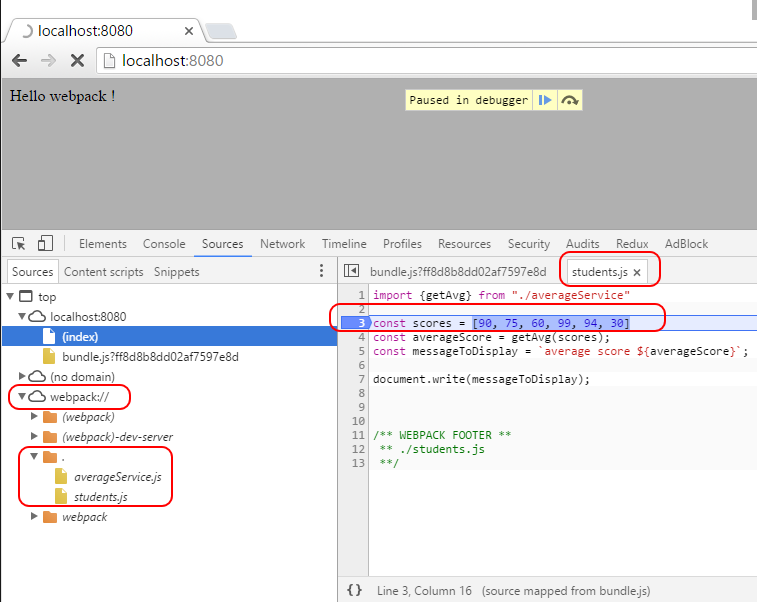 localhost:8080
localhost:8080
Hello webpack !
Paused in debugger
Elements Console Sources Network Timeline Profiles Resources Security Audits Redux AdBlock
Sources Content scripts Snippets
top
localhost:8080
(index)
bundle.js?ff8d8b8dd02af7597e8d
(no domain)
webpack://
(webpack)
(webpack)-dev-server
.
averageService.js
students.js
webpack
bundle.js?ff8d8b8dd02af7597e8d students.js
1 import {getAvg} from "./averageService"
2
3 const scores = [90, 75, 60, 99, 94, 30]
4 const averageScore = getAvg(scores);
5 const messageToDisplay = `average score ${averageScore}`;
6
7 document.write(messageToDisplay);
8
9
10
11 /** WEBPACK FOOTER **
12 ** ./students.js
13 **/
{} Line 3, Column 16 (source mapped from bundle.js)